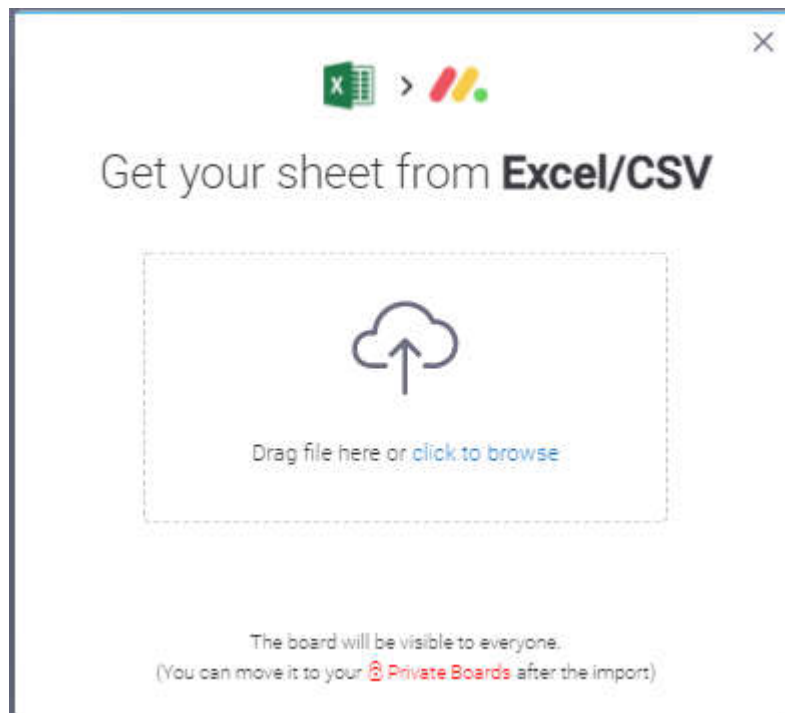 Get your sheet from Excel/CSV
Drag file here or click to browse
The board will be visible to everyone.
(You can move it to your Private Boards after the import)